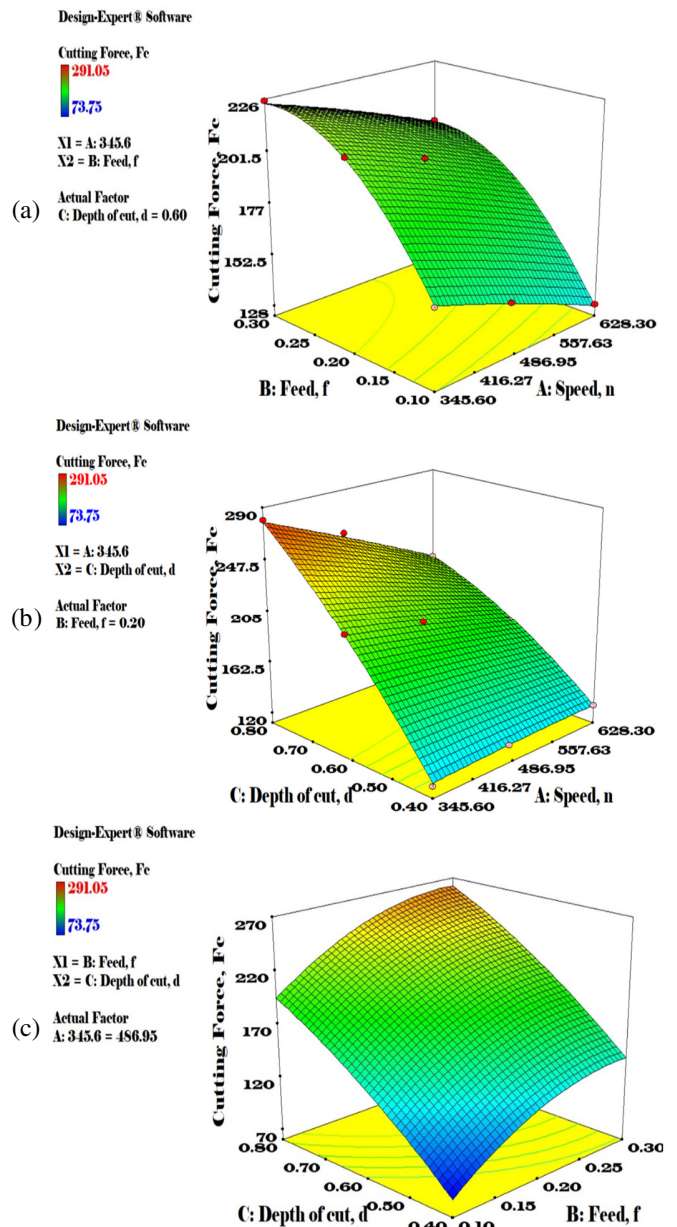 Design-Expert® Software
Cutting Force, Fc
291.05
73.75
X1 = A: 345.6
X2 = B: Feed, f
Actual Factor
C: Depth of cut, d = 0.60
(a)
Cutting Force, Fc
226
201.5
177
152.5
128
0.30
0.25
0.20
0.15
0.10
345.60
416.27
486.95
557.63
628.30
B: Feed, f
A: Speed, n
Design-Expert® Software
Cutting Force, Fc
291.05
73.75
X1 = A: 345.6
X2 = C: Depth of cut, d
Actual Factor
B: Feed, f = 0.20
(b)
Cutting Force, Fc
290
247.5
205
162.5
120
0.80
0.70
0.60
0.50
0.40
345.60
416.27
486.95
557.63
628.30
C: Depth of cut, d
A: Speed, n
Design-Expert® Software
Cutting Force, Fc
291.05
73.75
X1 = B: Feed, f
X2 = C: Depth of cut, d
Actual Factor
A: 345.6 = 486.95
(c)
Cutting Force, Fc
270
220
170
120
70
0.80
0.70
0.60
0.50
0.40
0.10
0.15
0.20
0.25
0.30
C: Depth of cut, d
B: Feed, f